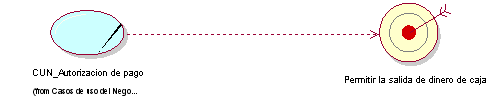 CUN_Autorizacion de pago
(from Casos de uso del Nego...
Permitir la salida de dinero de caja